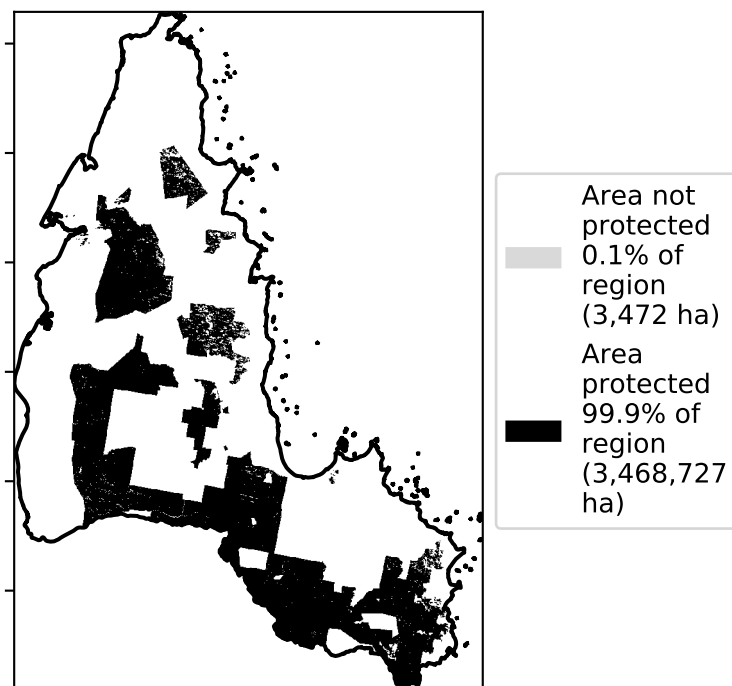 Area not
protected
0.1% of
region
(3,472 ha)
Area
protected
99.9% of
region
(3,468,727
ha)